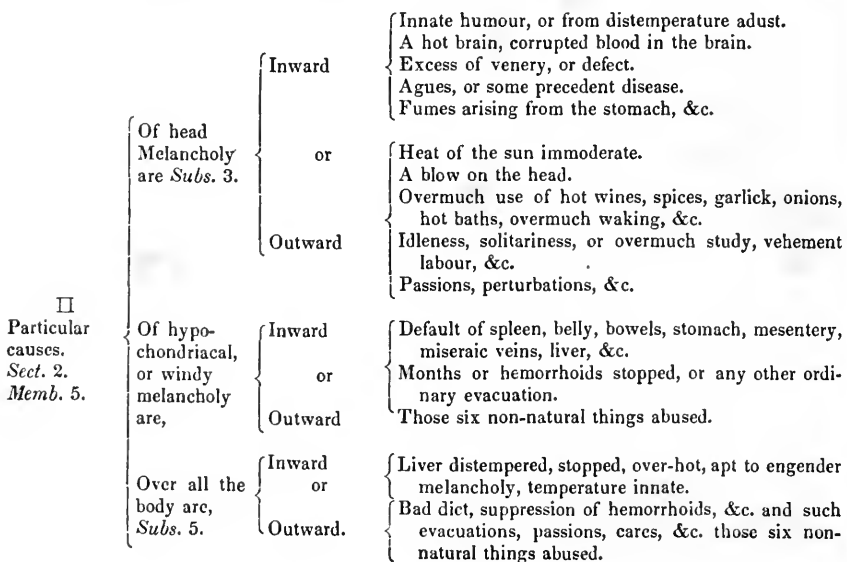 Π
Particular
causes.
Sect. 2.
Memb. 5.
Of head
Melancholy
are Subs. 3.
Inward
or
Outward
Innate humour, or from distemperature adust.
A hot brain, corrupted blood in the brain.
Excess of venery, or defect.
Agues, or some precedent disease.
Fumes arising from the stomach, &c.
Heat of the sun immoderate.
A blow on the head.
Overmuch use of hot wines, spices, garlick, onions,
hot baths, overmuch waking, &c.
Idleness, solitariness, or overmuch study, vehement
labour, &c.
Passions, perturbations, &c.
Of hypo-
chondriacal,
or windy
melancholy
are,
Inward
or
Outward
Default of spleen, belly, bowels, stomach, mesentery,
miseraic veins, liver, &c.
Months or hemorrhoids stopped, or any other ordi-
nary evacuation.
Those six non-natural things abused.
Over all the
body are,
Subs. 5.
Inward
or
Outward.
Liver distempered, stopped, over-hot, apt to engender
melancholy, temperature innate.
Bad diet, suppression of hemorrhoids, &c. and such
evacuations, passions, cares, &c. those six non-
natural things abused.